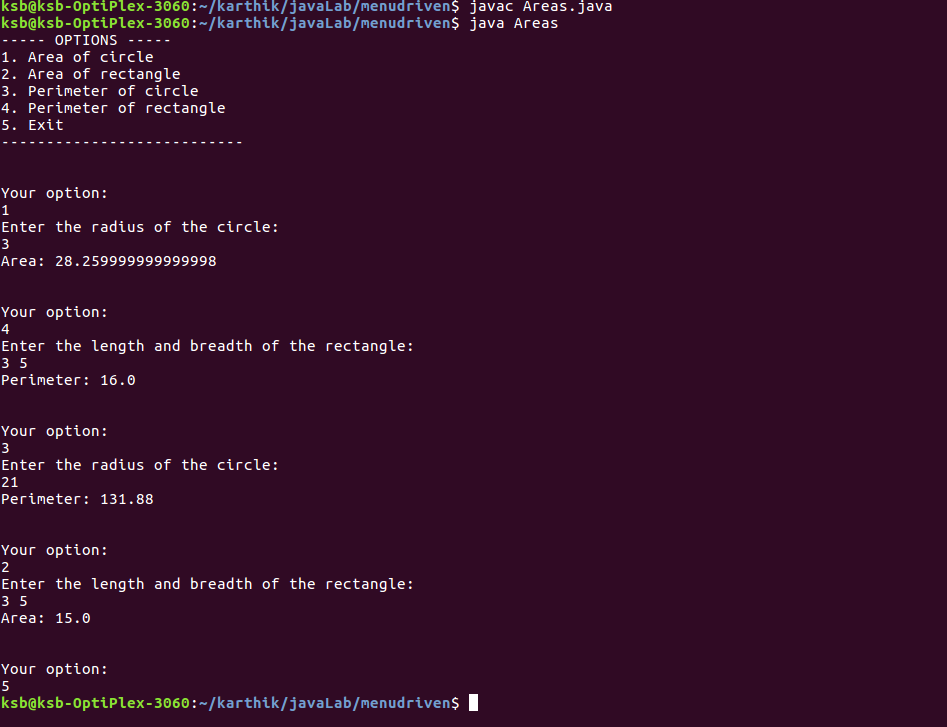 ksb@ksb-OptiPlex-3060:~/karthik/javaLab/menudriven$ javac Areas.java
ksb@ksb-OptiPlex-3060:~/karthik/javaLab/menudriven$ java Areas
----- OPTIONS -----
1. Area of circle
2. Area of rectangle
3. Perimeter of circle
4. Perimeter of rectangle
5. Exit
---------------------------
Your option:
1
Enter the radius of the circle:
3
Area: 28.259999999999998
Your option:
4
Enter the length and breadth of the rectangle:
3 5
Perimeter: 16.0
Your option:
3
Enter the radius of the circle:
21
Perimeter: 131.88
Your option:
2
Enter the length and breadth of the rectangle:
3 5
Area: 15.0
Your option:
5
ksb@ksb-OptiPlex-3060:~/karthik/javaLab/menudriven$